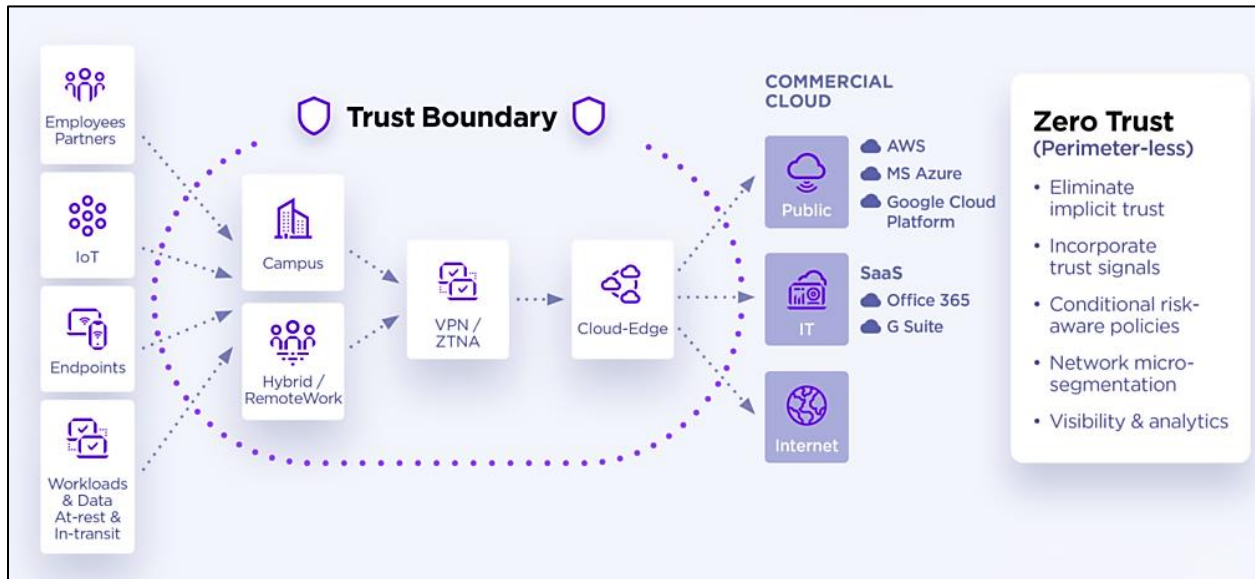 Employees
Partners
IoT
Endpoints
Workloads
& Data
At-rest &
In-transit
Trust Boundary
Campus
Hybrid /
RemoteWork
VPN /
ZTNA
Cloud-Edge
COMMERCIAL
CLOUD
Public
AWS
MS Azure
Google Cloud
Platform
IT
SaaS
Office 365
G Suite
Internet
Zero Trust
(Perimeter-less)
• Eliminate
implicit trust
• Incorporate
trust signals
• Conditional risk-
aware policies
• Network micro-
segmentation
• Visibility & analytics